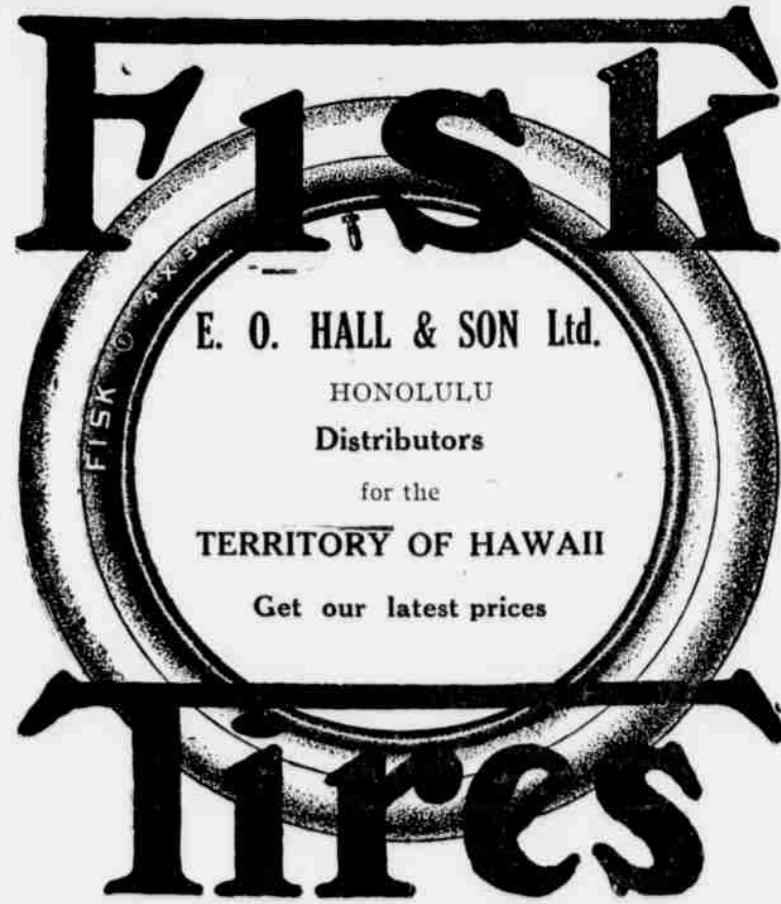 Fisk
FISK 4 X 34
E. O. HALL & SON Ltd.
HONOLULU
Distributors
for the
TERRITORY OF HAWAII
Get our latest prices
Tires